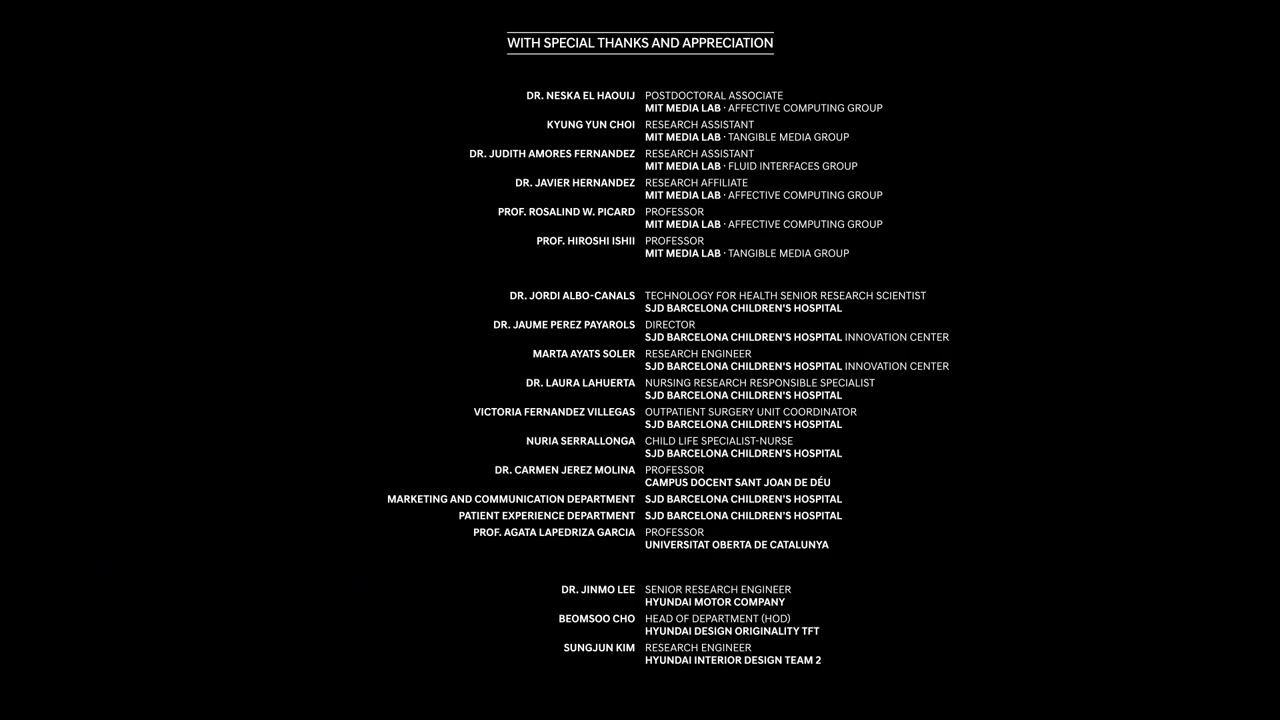 WITH SPECIAL THANKS AND APPRECIATION
DR. NESKA EL HAOUIJ POSTDOCTORAL ASSOCIATE
MIT MEDIA LAB · AFFECTIVE COMPUTING GROUP
KYUNG YUN CHOI RESEARCH ASSISTANT
MIT MEDIA LAB · TANGIBLE MEDIA GROUP
DR. JUDITH AMORES FERNANDEZ RESEARCH ASSISTANT
MIT MEDIA LAB · FLUID INTERFACES GROUP
DR. JAVIER HERNANDEZ RESEARCH AFFILIATE
MIT MEDIA LAB · AFFECTIVE COMPUTING GROUP
PROF. ROSALIND W. PICARD PROFESSOR
MIT MEDIA LAB · AFFECTIVE COMPUTING GROUP
PROF. HIROSHI ISHII PROFESSOR
MIT MEDIA LAB · TANGIBLE MEDIA GROUP
DR. JORDI ALBO-CANALS TECHNOLOGY FOR HEALTH SENIOR RESEARCH SCIENTIST
SJD BARCELONA CHILDREN'S HOSPITAL
DR. JAUME PEREZ PAYAROLS DIRECTOR
SJD BARCELONA CHILDREN'S HOSPITAL INNOVATION CENTER
MARTA AYATS SOLER RESEARCH ENGINEER
SJD BARCELONA CHILDREN'S HOSPITAL INNOVATION CENTER
DR. LAURA LAHUERTA NURSING RESEARCH RESPONSIBLE SPECIALIST
SJD BARCELONA CHILDREN'S HOSPITAL
VICTORIA FERNANDEZ VILLEGAS OUTPATIENT SURGERY UNIT COORDINATOR
SJD BARCELONA CHILDREN'S HOSPITAL
NURIA SERRALLONGA CHILD LIFE SPECIALIST-NURSE
SJD BARCELONA CHILDREN'S HOSPITAL
DR. CARMEN JEREZ MOLINA PROFESSOR
CAMPUS DOCENT SANT JOAN DE DÉU
MARKETING AND COMMUNICATION DEPARTMENT SJD BARCELONA CHILDREN'S HOSPITAL
PATIENT EXPERIENCE DEPARTMENT SJD BARCELONA CHILDREN'S HOSPITAL
PROF. AGATA LAPEDRIZA GARCIA PROFESSOR
UNIVERSITAT OBERTA DE CATALUNYA
DR. JINMO LEE SENIOR RESEARCH ENGINEER
HYUNDAI MOTOR COMPANY
BEOMSOO CHO HEAD OF DEPARTMENT (HOD)
HYUNDAI DESIGN ORIGINALITY TFT
SUNGJUN KIM RESEARCH ENGINEER
HYUNDAI INTERIOR DESIGN TEAM 2